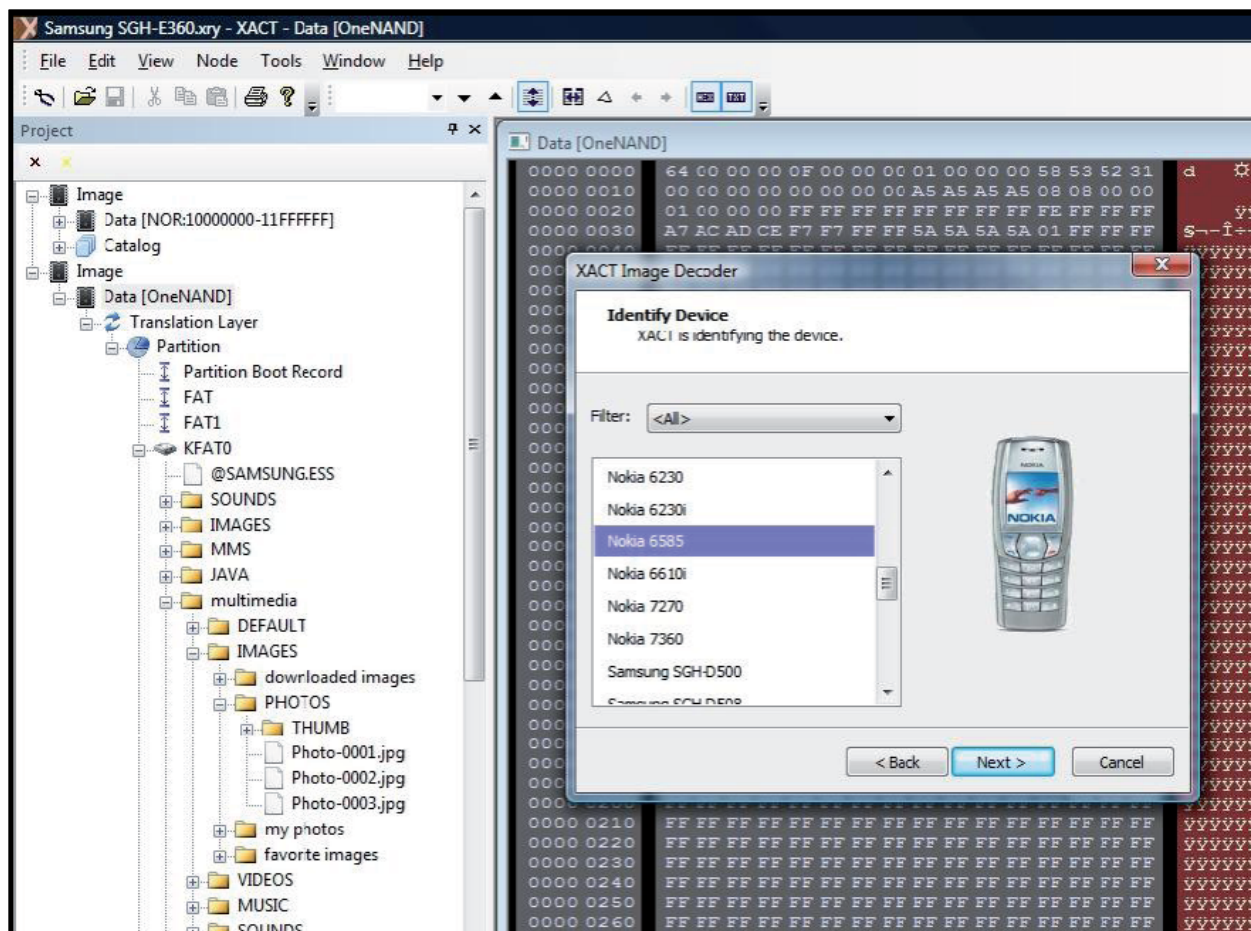 Samsung SGH-E360.xry - XACT - Data [OneNAND]
File Edit View Node Tools Window Help
HEX TXT
Project
Image
Data [NOR:10000000-11FFFFFF]
Catalog
Image
Data [OneNAND]
Translation Layer
Partition
Partition Boot Record
FAT
FAT1
KFAT0
@SAMSUNG.ESS
SOUNDS
IMAGES
MMS
JAVA
multimedia
DEFAULT
IMAGES
downloaded images
PHOTOS
THUMB
Photo-0001.jpg
Photo-0002.jpg
Photo-0003.jpg
my photos
favorite images
VIDEOS
MUSIC
SOUNDS
Data [OneNAND]
0000 0000 64 00 00 00 0F 00 00 00 01 00 00 00 58 53 52 31 d
0000 0010 00 00 00 00 00 00 00 00 A5 A5 A5 A5 08 08 00 00
0000 0020 01 00 00 00 FF FF FF FF FF FF FF FF FE FF FF FF
0000 0030 A7 AC AD CE F7 F7 FF FF 5A 5A 5A 5A 01 FF FF FF
XACT Image Decoder
Identify Device
XACT is identifying the device.
Filter: <All>
Nokia 6230
Nokia 6230i
Nokia 6585
Nokia 6610i
Nokia 7270
Nokia 7360
Samsung SGH-D500
NOKIA
NOKIA
< Back Next > Cancel
0000 0210 FF FF FF FF FF FF FF FF FF FF FF FF FF FF FF FF
0000 0220 FF FF FF FF FF FF FF FF FF FF FF FF FF FF FF FF
0000 0230 FF FF FF FF FF FF FF FF FF FF FF FF FF FF FF FF
0000 0240 FF FF FF FF FF FF FF FF FF FF FF FF FF FF FF FF
0000 0250 FF FF FF FF FF FF FF FF FF FF FF FF FF FF FF FF
0000 0260 FF FF FF FF FF FF FF FF FF FF FF FF FF FF FF FF